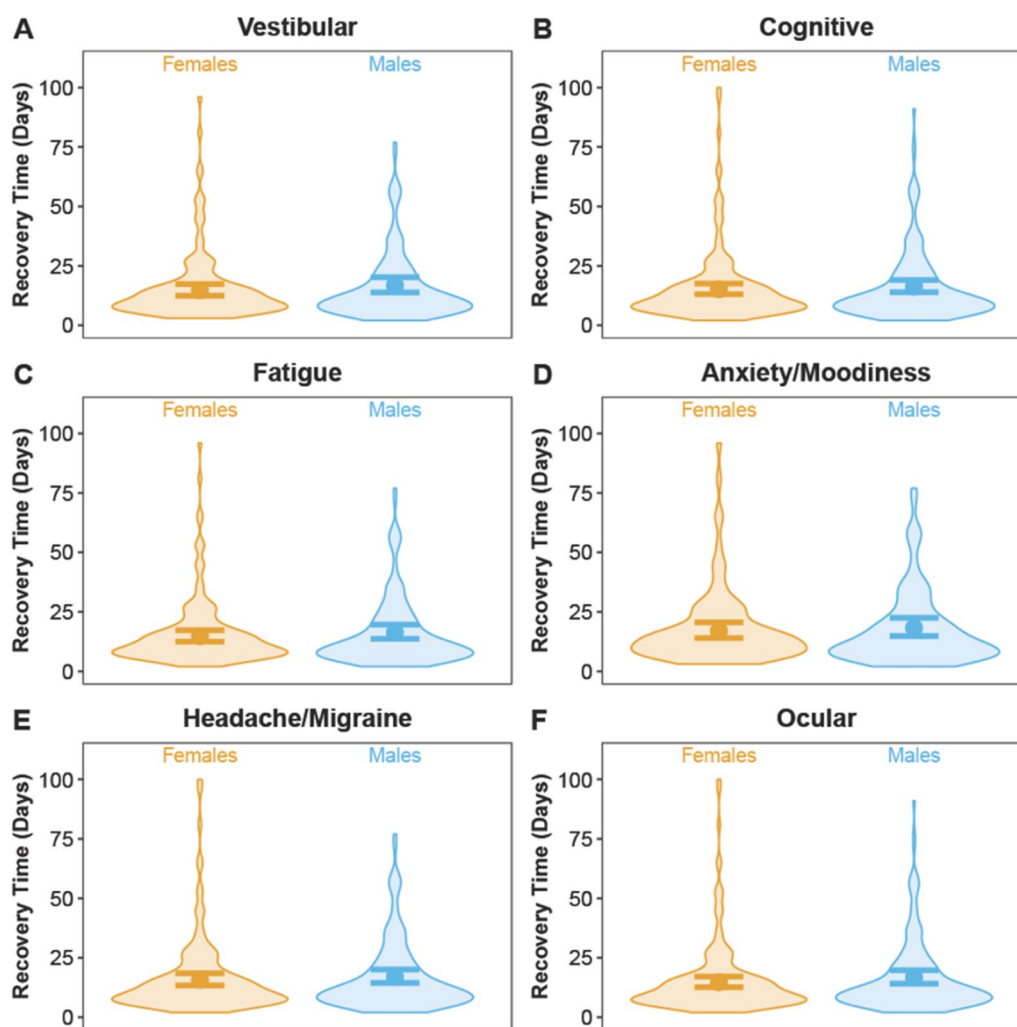 A Vestibular
Females Males
Recovery Time (Days)
100
75
50
25
0
B Cognitive
Females Males
Recovery Time (Days)
100
75
50
25
0
C Fatigue
Females Males
Recovery Time (Days)
100
75
50
25
0
D Anxiety/Moodiness
Females Males
Recovery Time (Days)
100
75
50
25
0
E Headache/Migraine
Females Males
Recovery Time (Days)
100
75
50
25
0
F Ocular
Females Males
Recovery Time (Days)
100
75
50
25
0